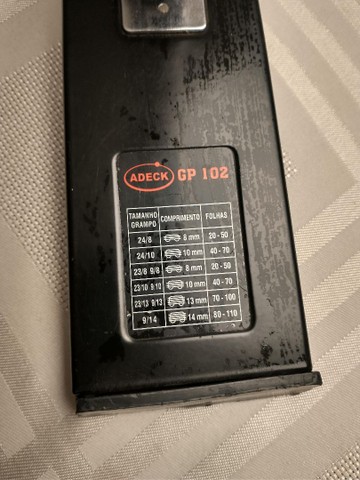 ADECK GP 102
TAMANHO GRAMPO COMPRIMENTO FOLHAS
24/8 8 mm 20 - 50
24/10 10 mm 40 - 70
23/8 9/8 8 mm 20 - 50
23/10 9 10 10 mm 40 - 70
23/13 9/13 13 mm 70 - 100
9/14 14 mm 80 - 110